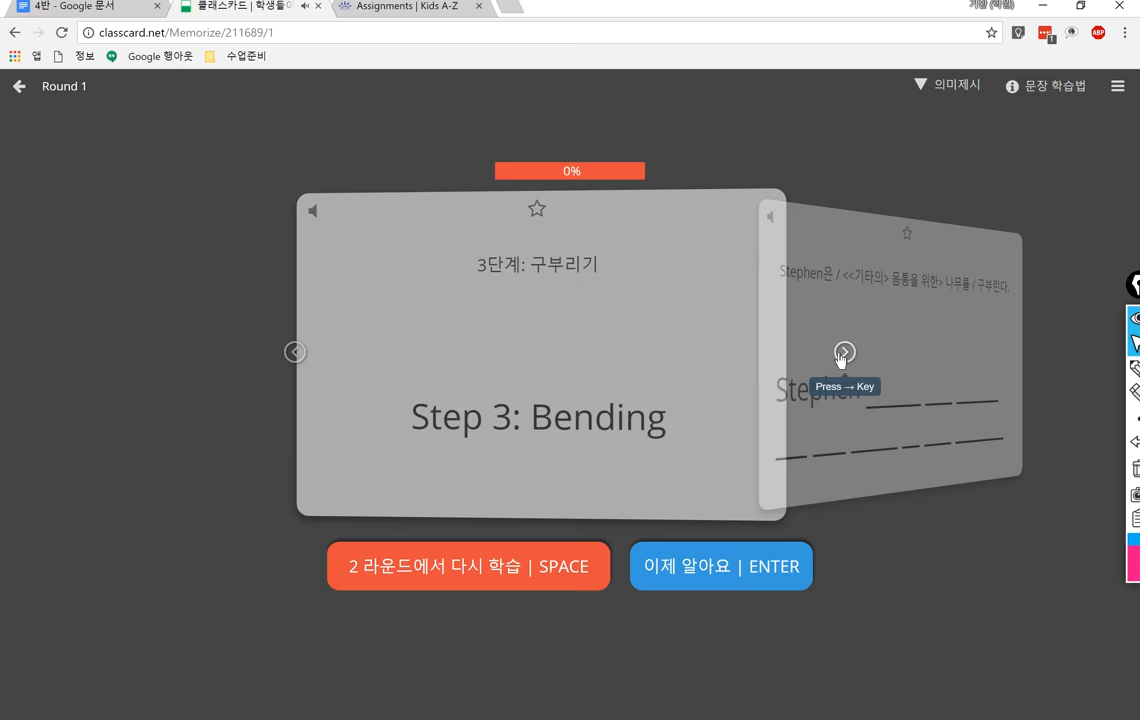 4반 - Google 문서
클래스카드 | 학생들이
Assignments | Kids A-Z
classcard.net/Memorize/211689/1
앱
정보
Google 행아웃
수업준비
1
ABP
Round 1
의미제시
문장 학습법
0%
3단계: 구부리기
Step 3: Bending
Stephen은 / <<기타의> 몸통을 위한> 나무를 / 구부린다.
Stephen
Press → Key
2 라운드에서 다시 학습 | SPACE
이제 알아요 | ENTER